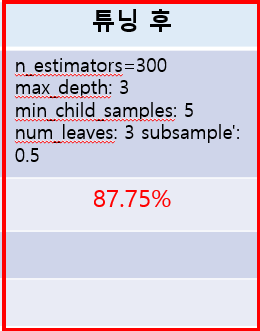 튜닝 후
n_estimators=300
max_depth: 3
min_child_samples: 5
num_leaves: 3 subsample':
0.5
87.75%